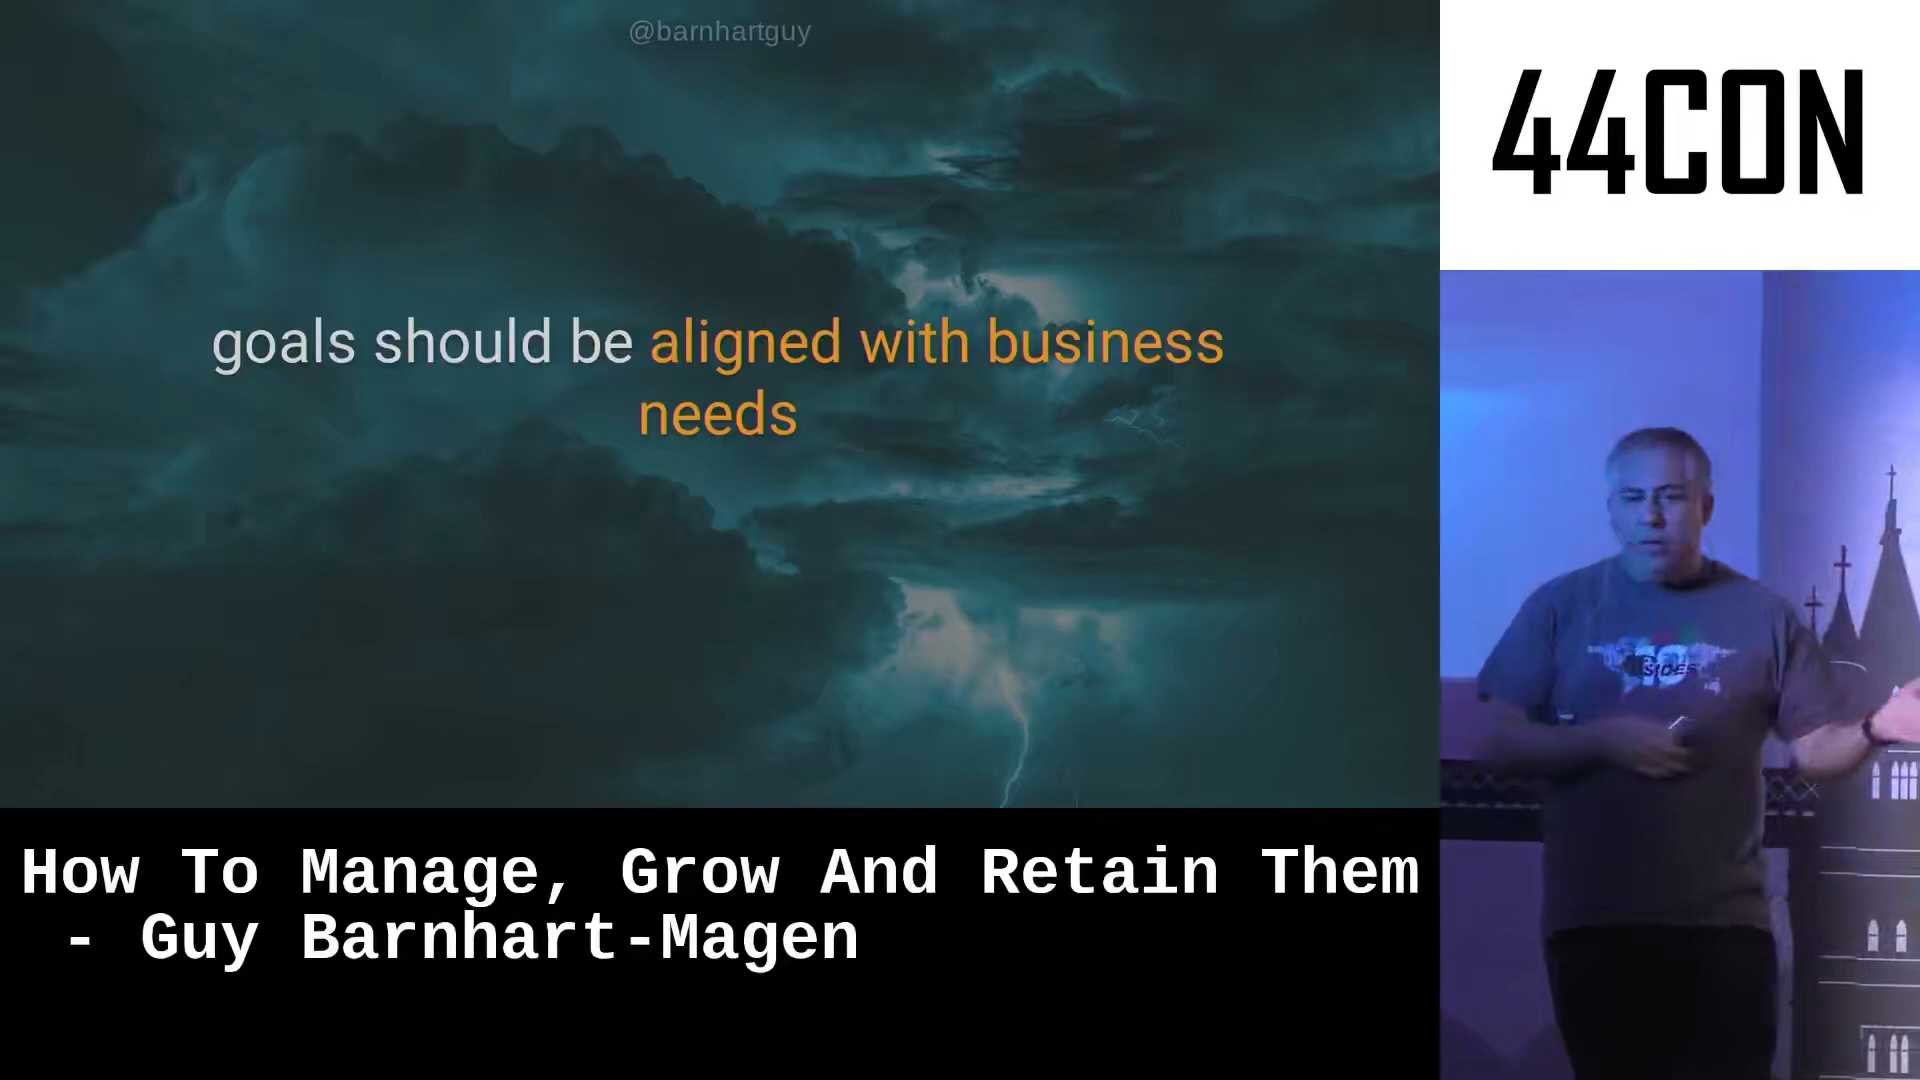 @barnhartguy
goals should be aligned with business
needs
44CON
How To Manage, Grow And Retain Them
- Guy Barnhart-Magen